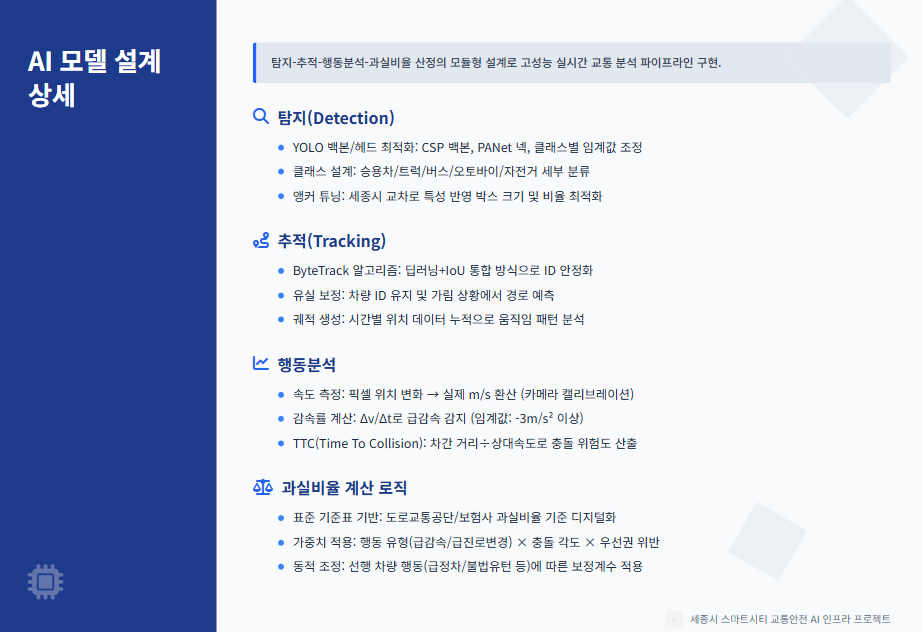 AI 모델 설계
상세
탐지-추적-행동분석-과실비율 산정의 모듈형 설계로 고성능 실시간 교통 분석 파이프라인 구현.
탐지(Detection)
YOLO 백본/헤드 최적화: CSP 백본, PANet 넥, 클래스별 임계값 조정
클래스 설계: 승용차/트럭/버스/오토바이/자전거 세부 분류
앵커 튜닝: 세종시 교차로 특성 반영 박스 크기 및 비율 최적화
추적(Tracking)
ByteTrack 알고리즘: 딥러닝+IoU 통합 방식으로 ID 안정화
유실 보정: 차량 ID 유지 및 가림 상황에서 경로 예측
궤적 생성: 시간별 위치 데이터 누적으로 움직임 패턴 분석
행동분석
속도 측정: 픽셀 위치 변화 → 실제 m/s 환산 (카메라 캘리브레이션)
감속률 계산: Δv/Δt로 급감속 감지 (임계값: -3m/s² 이상)
TTC(Time To Collision): 차간 거리÷상대속도로 충돌 위험도 산출
과실비율 계산 로직
표준 기준표 기반: 도로교통공단/보험사 과실비율 기준 디지털화
가중치 적용: 행동 유형(급감속/급진로변경) × 충돌 각도 × 우선권 위반
동적 조정: 선행 차량 행동(급정차/불법유턴 등)에 따른 보정계수 적용
세종시 스마트시티 교통안전 AI 인프라 프로젝트